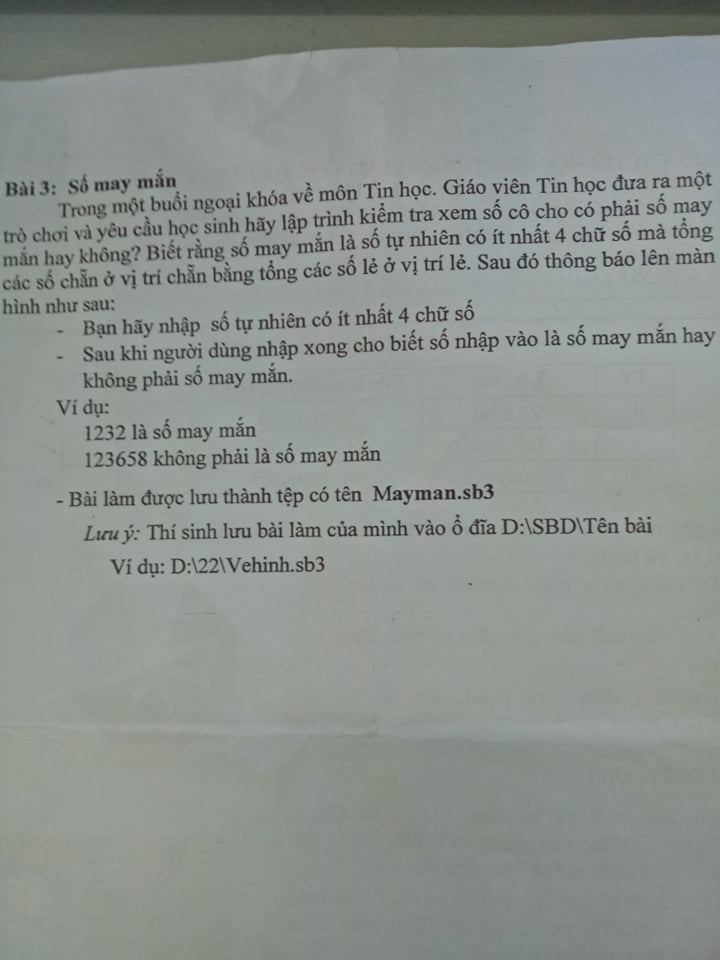 Bài 3: Số may mắn
Trong một buổi ngoại khóa về môn Tin học. Giáo viên Tin học đưa ra một
trò chơi và yêu cầu học sinh hãy lập trình kiểm tra xem số cô cho có phải số may
mắn hay không? Biết rằng số may mắn là số tự nhiên có ít nhất 4 chữ số mà tổng
các số chẵn ở vị trí chẵn bằng tổng các số lẻ ở vị trí lẻ. Sau đó thông báo lên màn
hình như sau:
- Bạn hãy nhập số tự nhiên có ít nhất 4 chữ số
- Sau khi người dùng nhập xong cho biết số nhập vào là số may mắn hay
không phải số may mắn.
Ví dụ:
1232 là số may mắn
123658 không phải là số may mắn
- Bài làm được lưu thành tệp có tên Mayman.sb3
Lưu ý: Thí sinh lưu bài làm của mình vào ổ đĩa D:\SBD\Tên bài
Ví dụ: D:\22\Vehinh.sb3